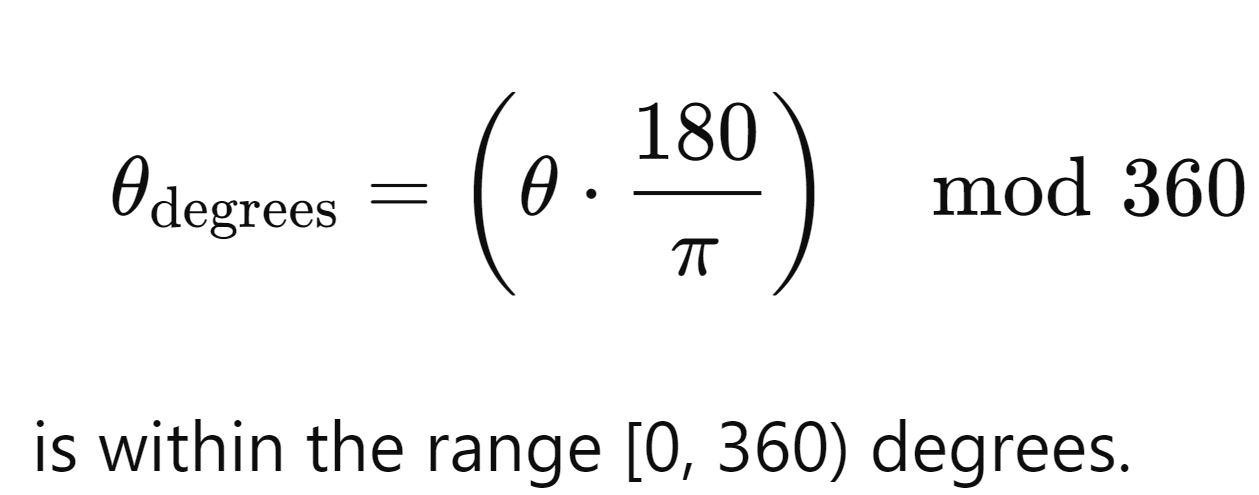 θ_degrees = (θ · 180/π) mod 360
is within the range [0, 360) degrees.